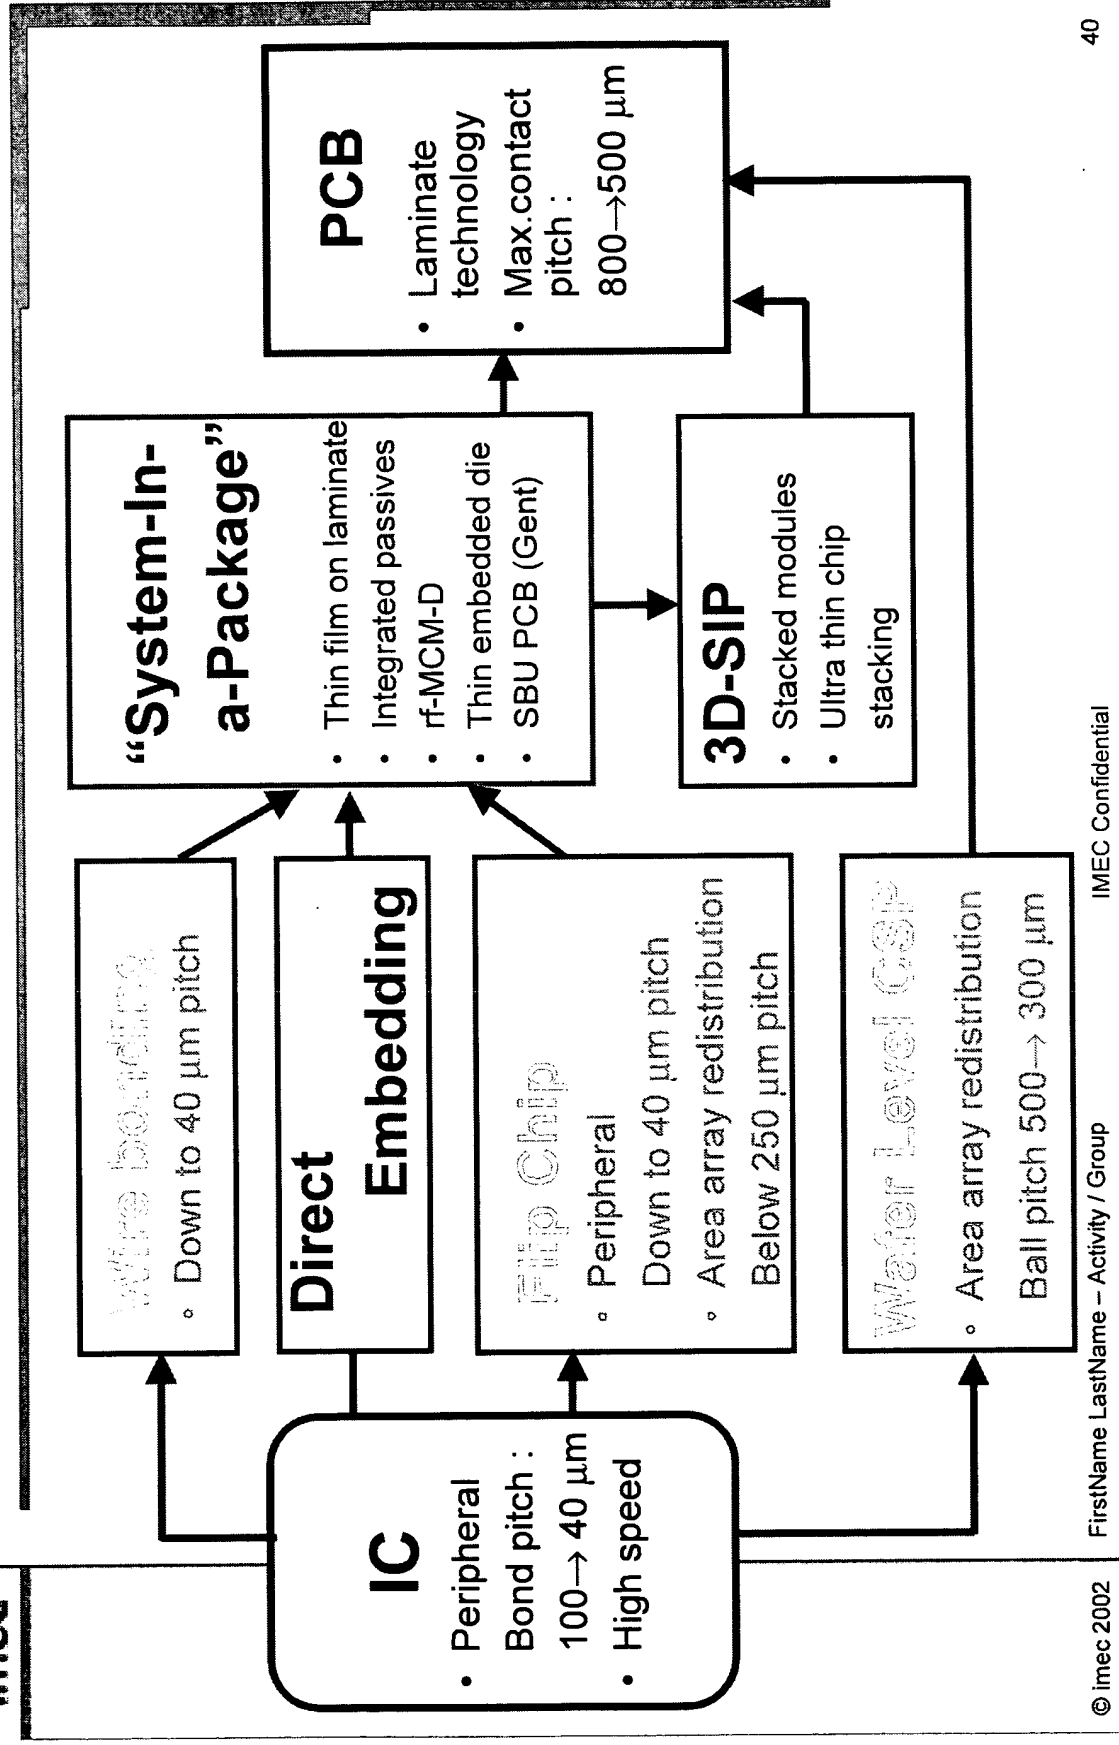 IC
• Peripheral
Bond pitch :
100→ 40 μm
• High speed
Wire bonding
◦ Down to 40 μm pitch
Direct
Embedding
Flip Chip
◦ Peripheral
Down to 40 μm pitch
◦ Area array redistribution
Below 250 μm pitch
Wafer Level CSP
◦ Area array redistribution
Ball pitch 500→ 300 μm
“System-In-
a-Package”
• Thin film on laminate
• Integrated passives
• rf-MCM-D
• Thin embedded die
• SBU PCB (Gent)
3D-SIP
• Stacked modules
• Ultra thin chip
stacking
PCB
• Laminate
technology
• Max.contact
pitch :
800→500 μm
© imec 2002
FirstName LastName – Activity / Group
IMEC Confidential
40